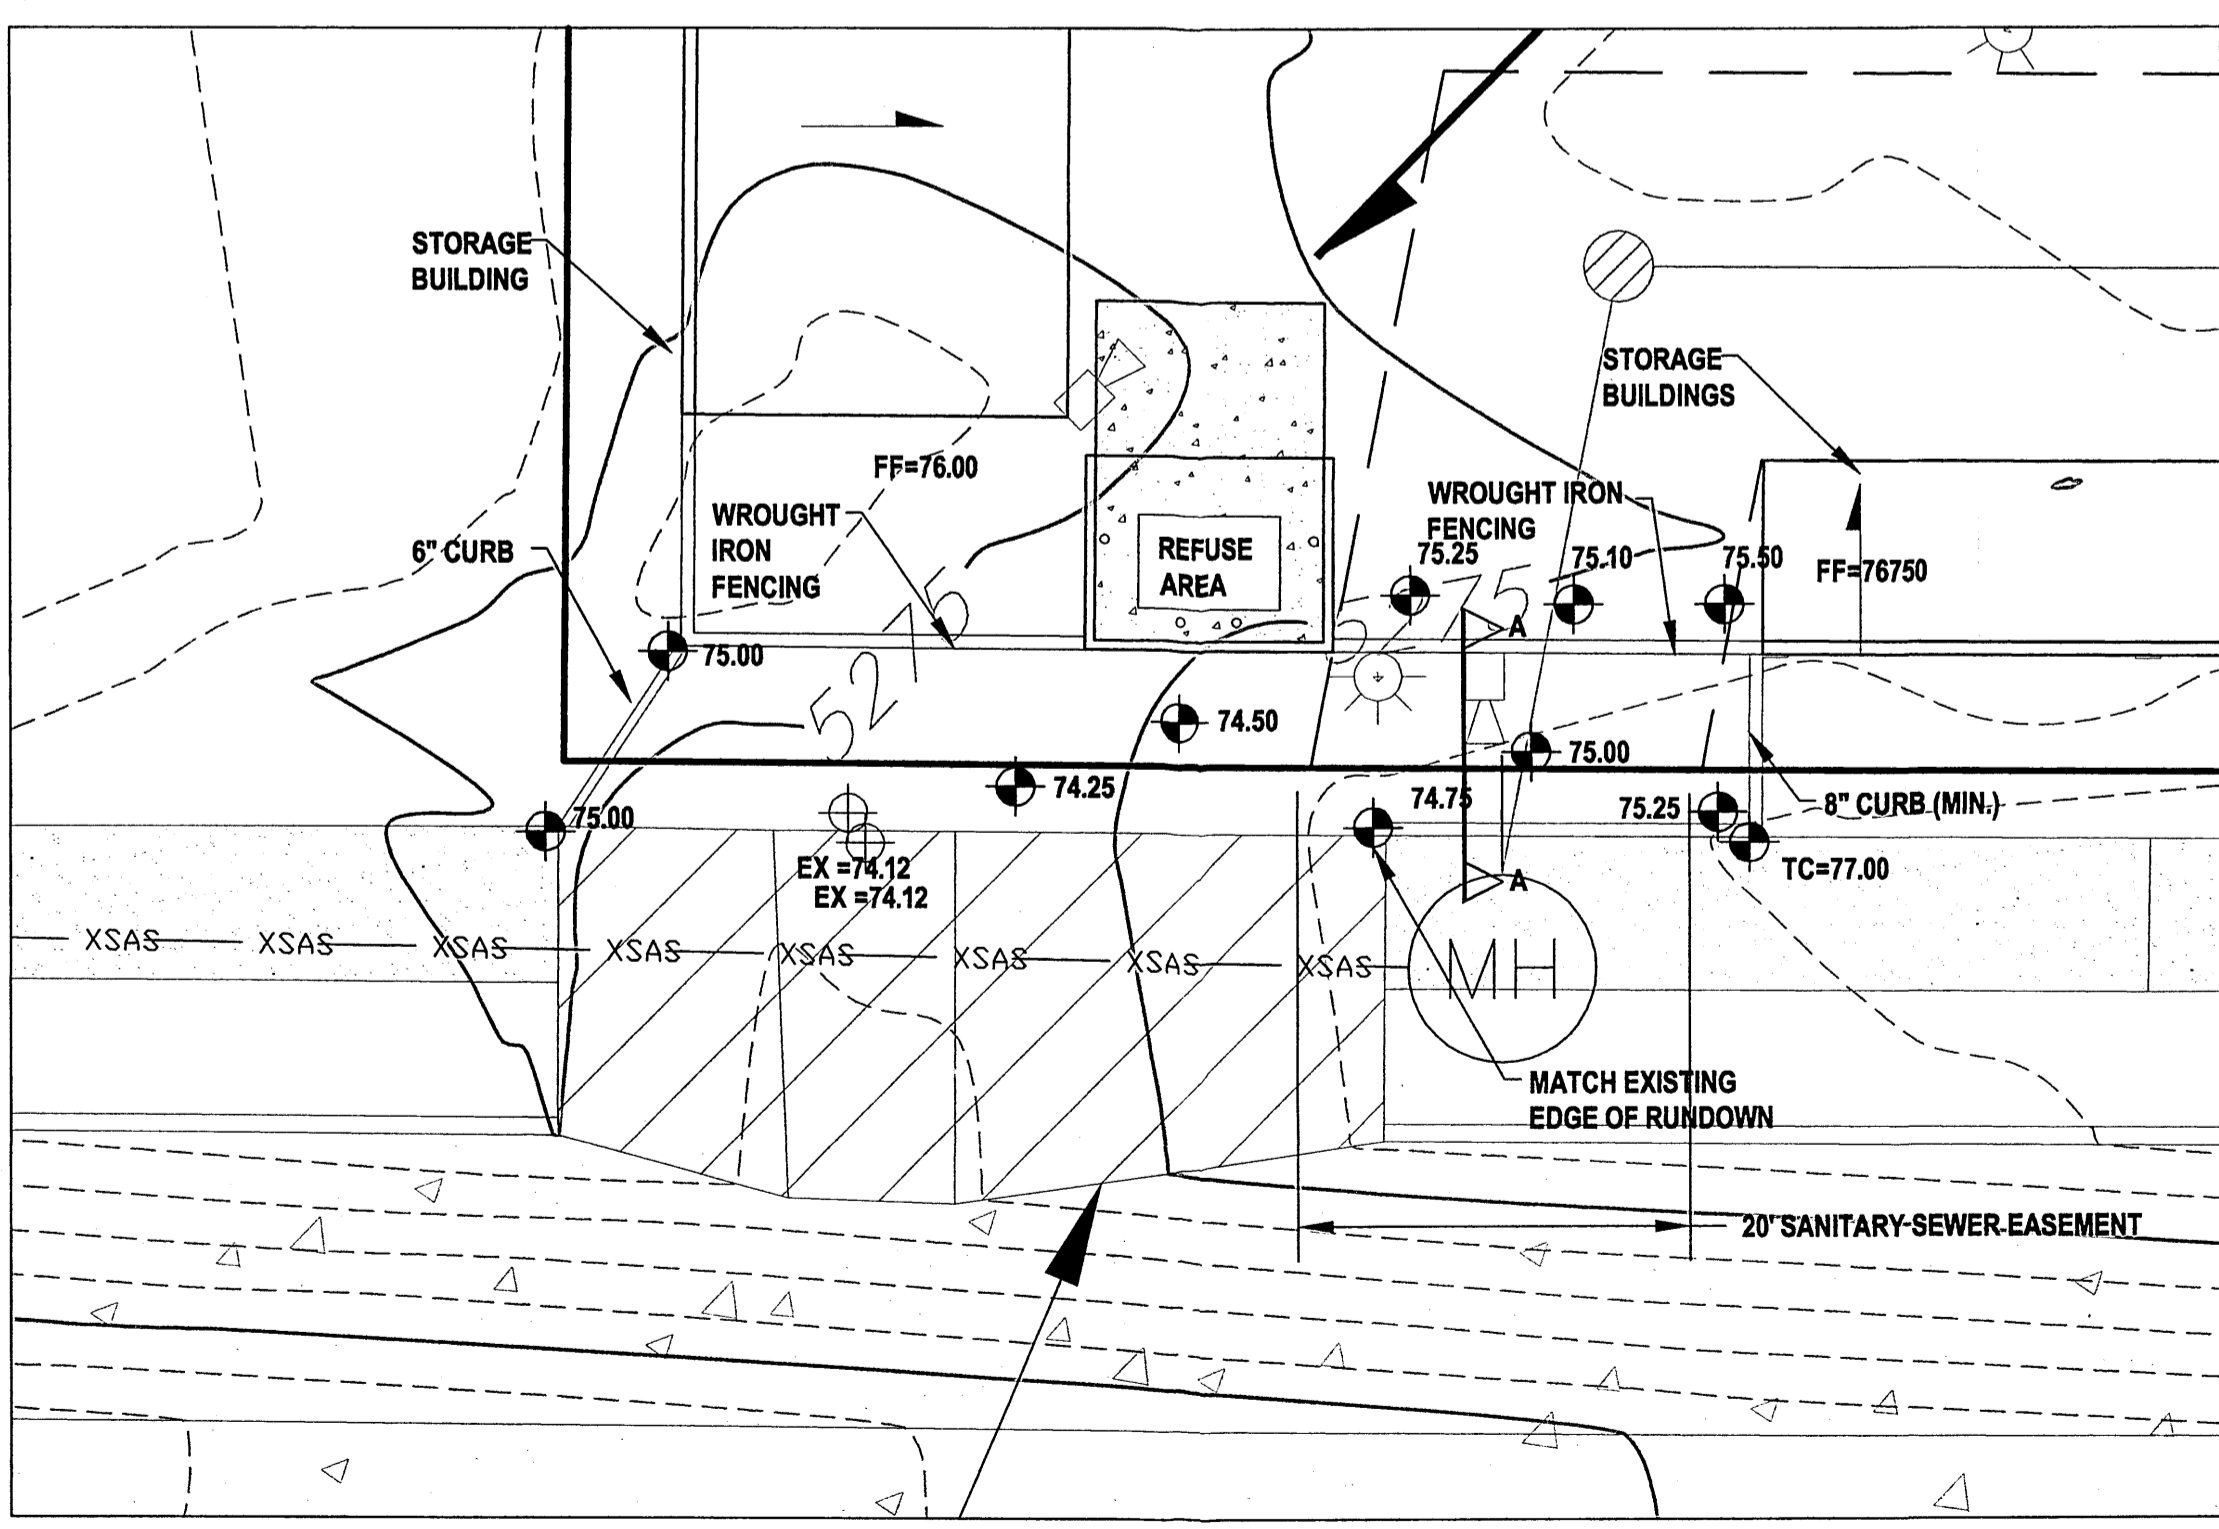 STORAGE
BUILDING
STORAGE
BUILDINGS
FF=76.00
WROUGHT
IRON
FENCING
6" CURB
REFUSE
AREA
WROUGHT IRON
FENCING
75.25
75.10
75.50
FF=76750
5275
5275
A
75.00
74.50
75.00
74.25
74.75
75.25
8" CURB (MIN.)
75.00
EX =74.12
EX =74.12
TC=77.00
A
XSAS
XSAS
XSAS
XSAS
XSAS
XSAS
XSAS
XSAS
MH
MATCH EXISTING
EDGE OF RUNDOWN
20' SANITARY SEWER EASEMENT